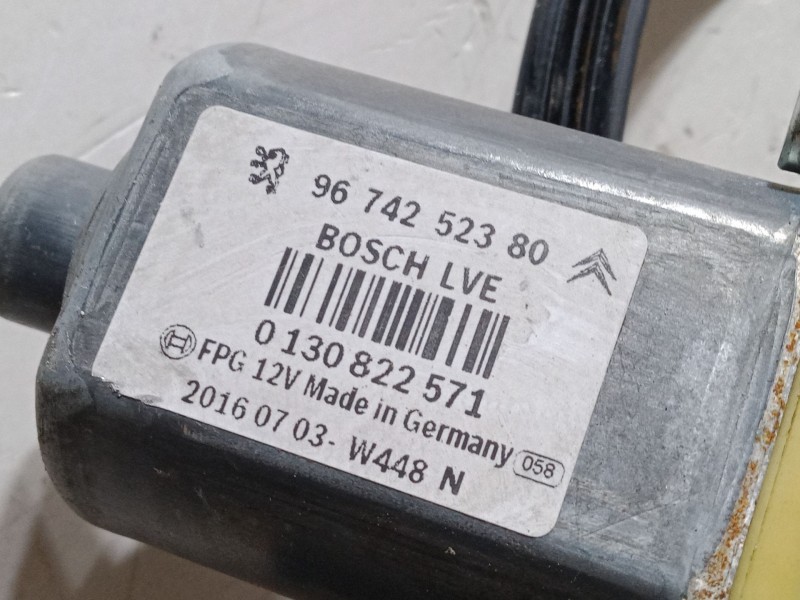 96 742 523 80
BOSCH LVE
0 130 822 571
FPG 12V Made in Germany 058
2016 07 03- W448 N